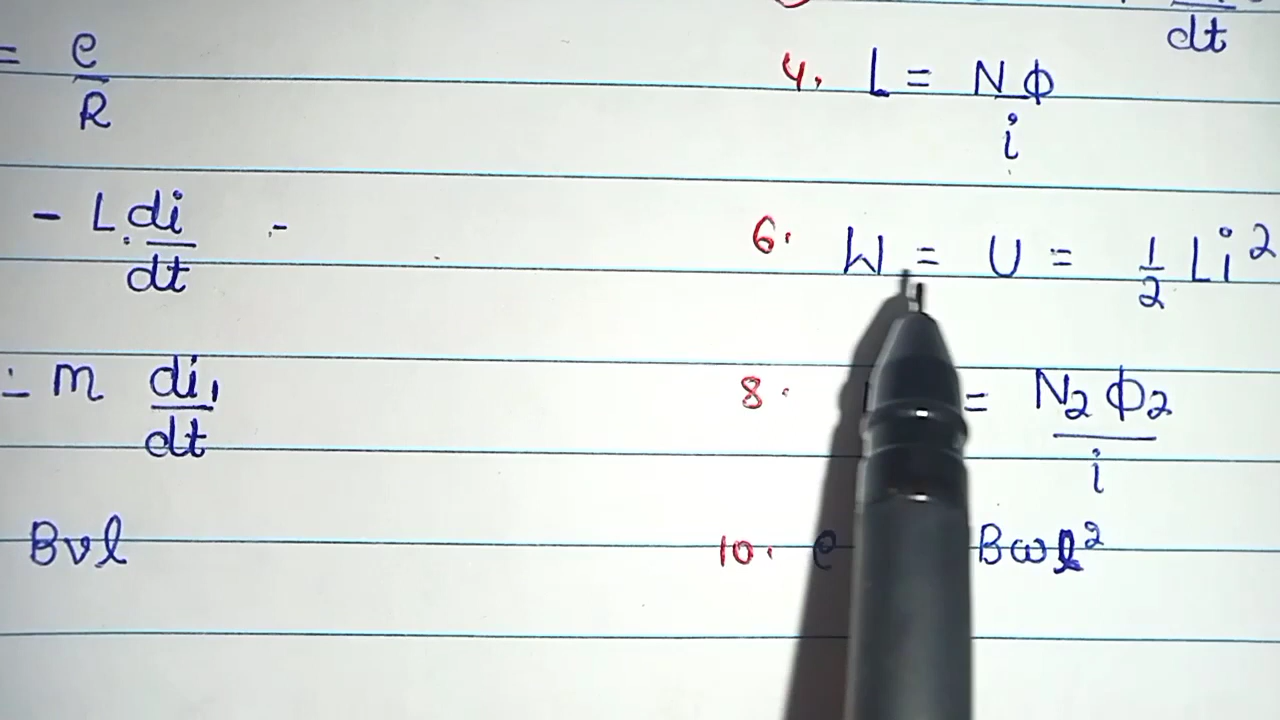 dt
= e/R
4. L = Nφ/i
- L di/dt -
6. W = U = 1/2 Li²
= m di₁/dt
8. = N₂φ₂/i
Bvl
10. e Bωl²